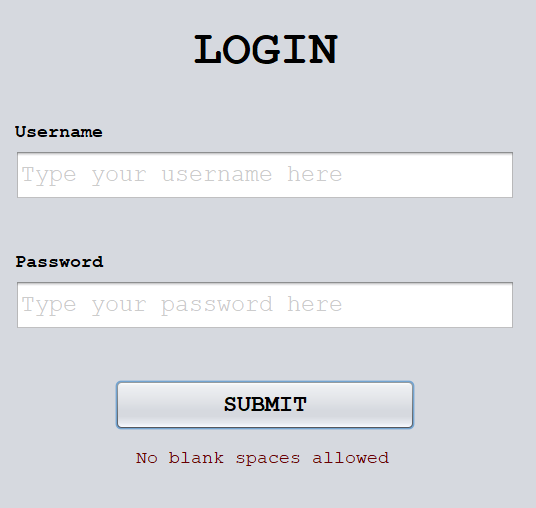 LOGIN
Username
Type your username here
Password
Type your password here
SUBMIT
No blank spaces allowed